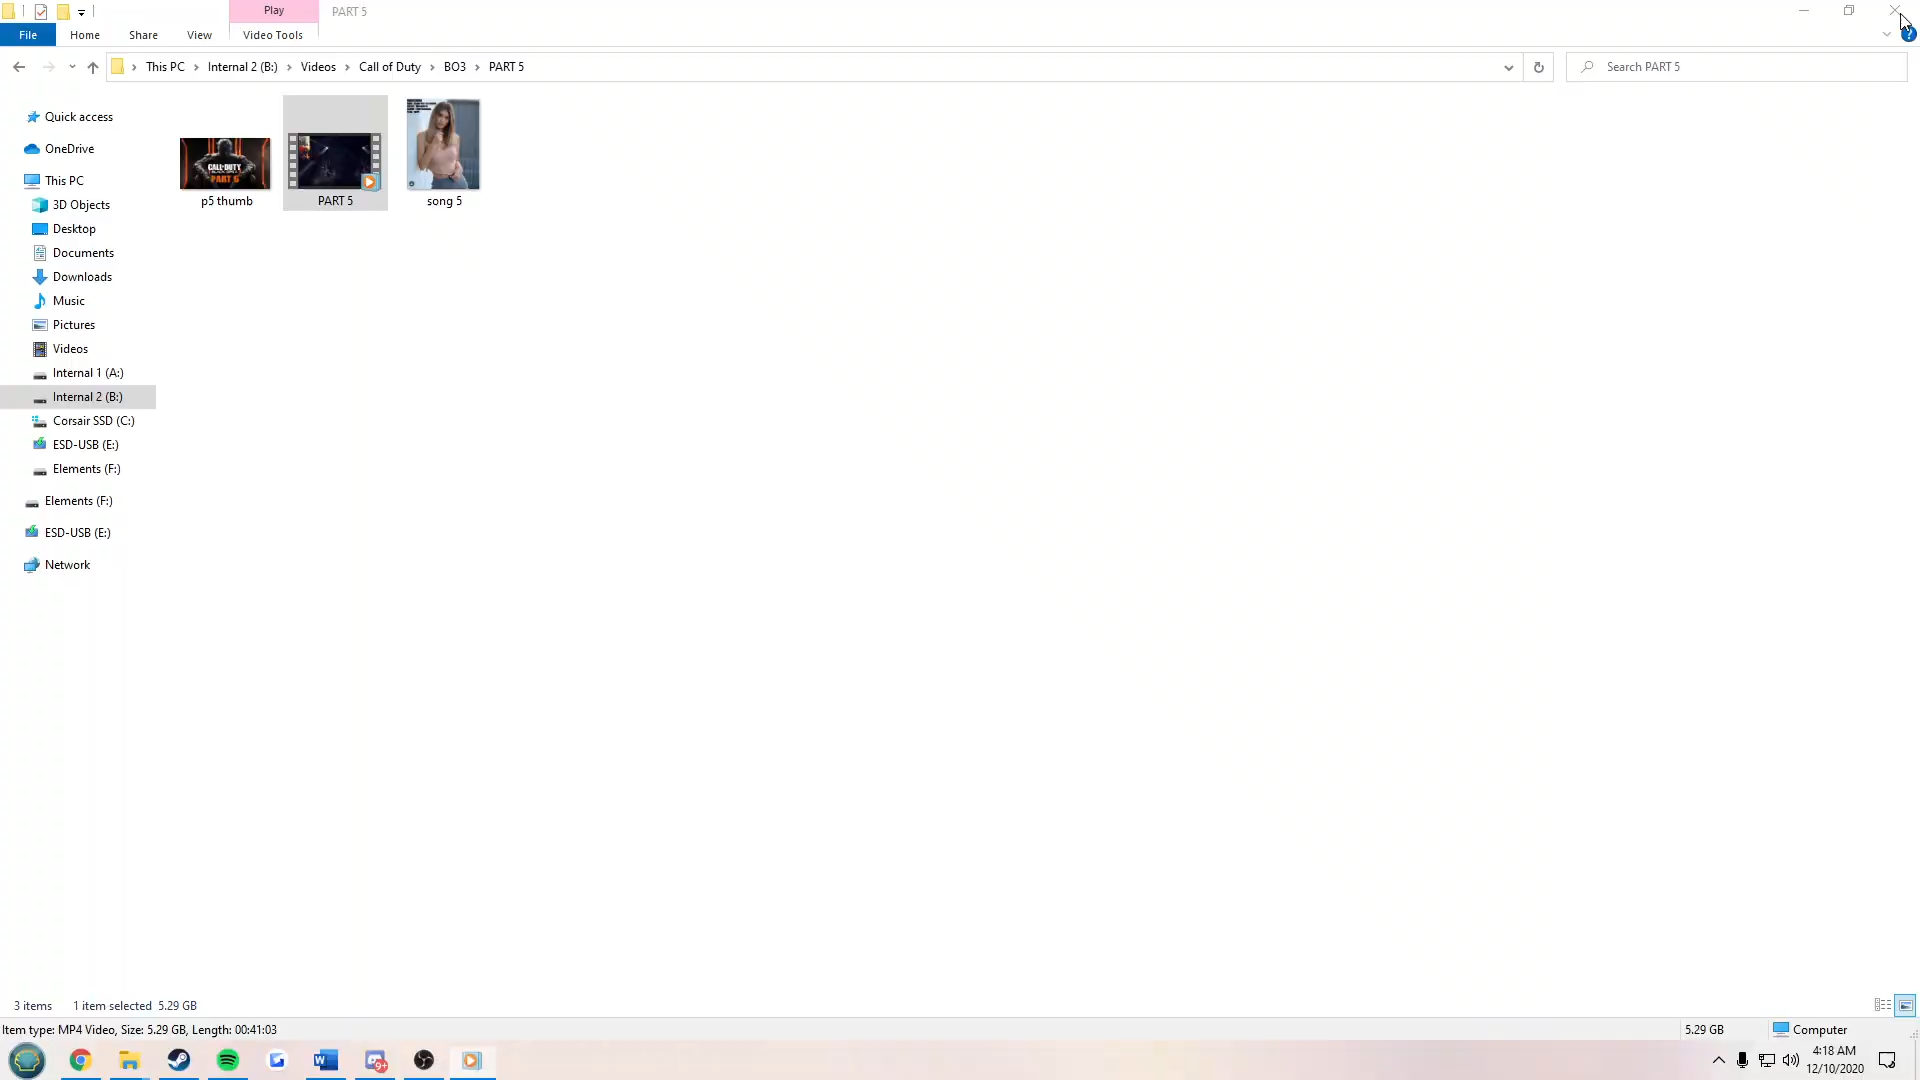 Play PART 5
File Home Share View Video Tools
This PC Internal 2 (B:) Videos Call of Duty BO3 PART 5 Search PART 5
Quick access
OneDrive
This PC
3D Objects
Desktop
Documents
Downloads
Music
Pictures
Videos
Internal 1 (A:)
Internal 2 (B:)
Corsair SSD (C:)
ESD-USB (E:)
Elements (F:)
Elements (F:)
ESD-USB (E:)
Network
CALL OF DUTY
p5 thumb PART 5 song 5
3 items 1 item selected 5.29 GB
Item type: MP4 Video, Size: 5.29 GB, Length: 00:41:03 5.29 GB Computer
W 9+ 4:18 AM
12/10/2020